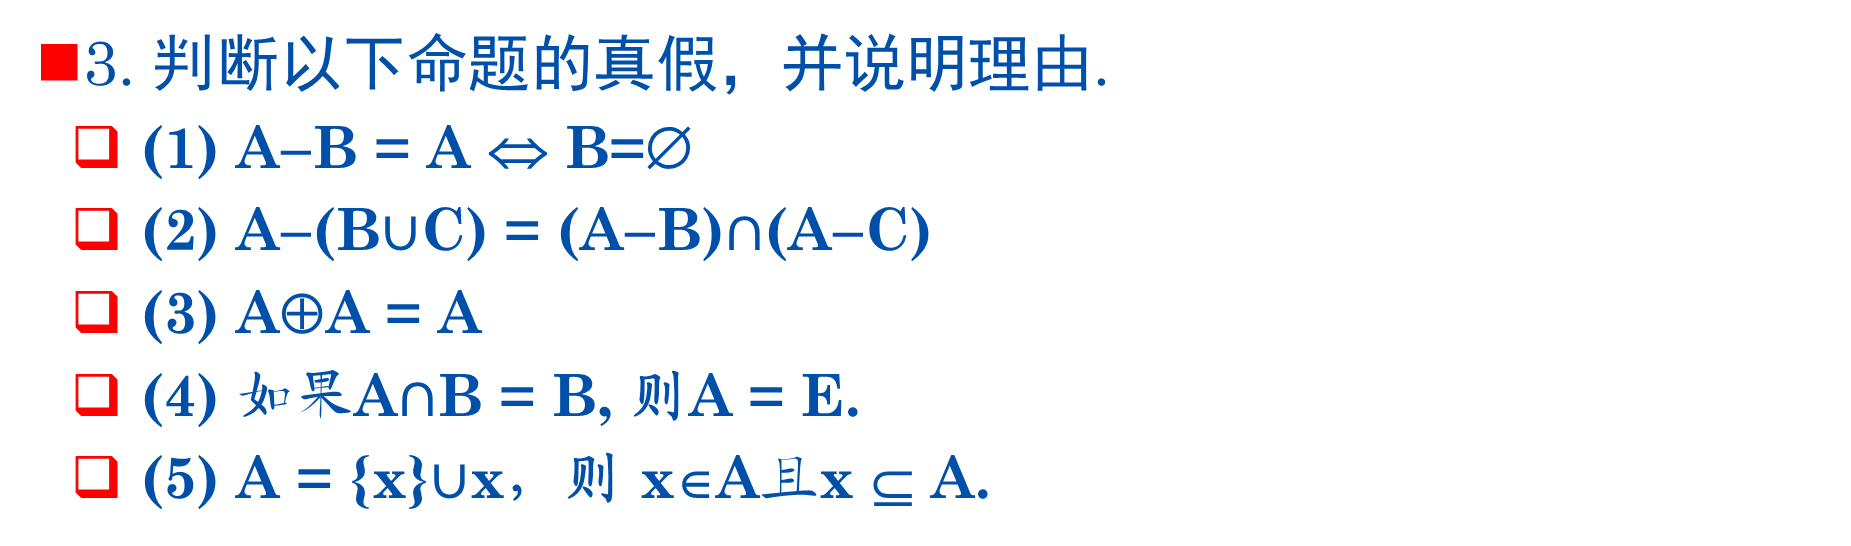 3. 判断以下命题的真假，并说明理由.
(1) A–B = A ⇔ B=∅
(2) A–(B∪C) = (A–B)∩(A–C)
(3) A⊕A = A
(4) 如果A∩B = B, 则A = E.
(5) A = {x}∪x，则 x∈A且x ⊆ A.